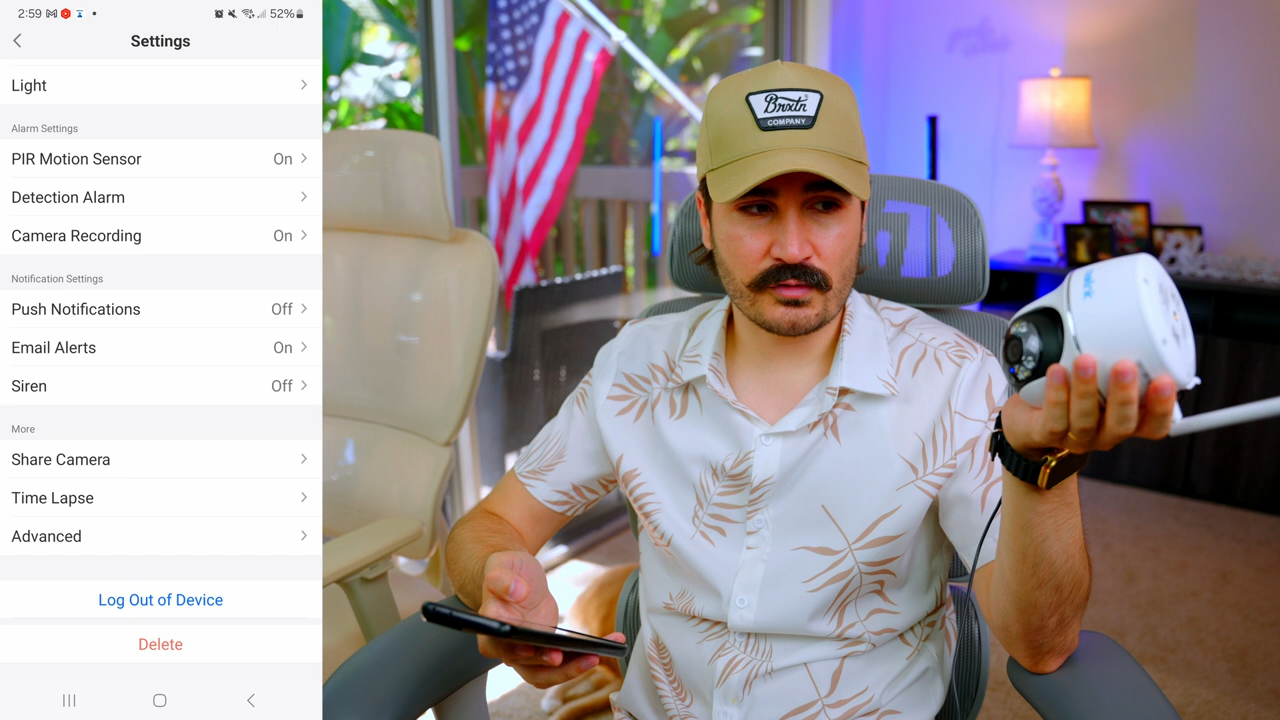 2:59
52%
Settings
Light
Alarm Settings
PIR Motion Sensor On
Detection Alarm
Camera Recording On
Notification Settings
Push Notifications Off
Email Alerts On
Siren Off
More
Share Camera
Time Lapse
Advanced
Log Out of Device
Delete
Brxtn
COMPANY
reolink